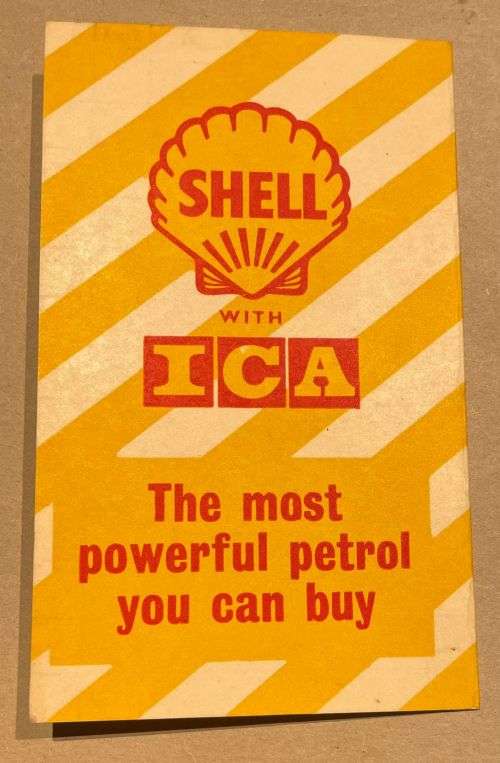 SHELL
WITH
ICA
The most
powerful petrol
you can buy